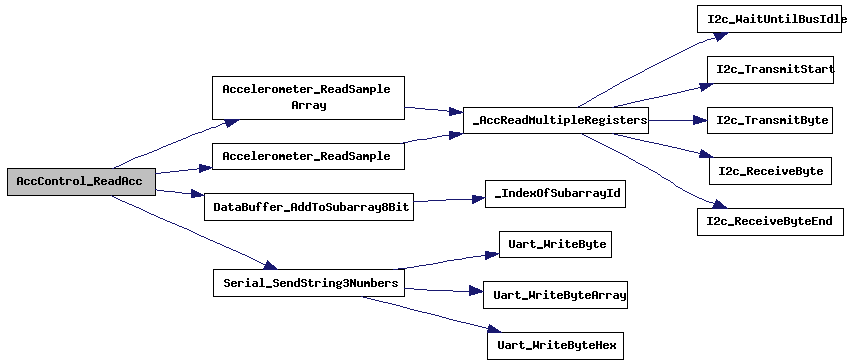 AccControl_ReadAcc
Accelerometer_ReadSample
Array
Accelerometer_ReadSample
DataBuffer_AddToSubarray8Bit
Serial_SendString3Numbers
_AccReadMultipleRegisters
_IndexOfSubarrayId
Uart_WriteByte
Uart_WriteByteArray
Uart_WriteByteHex
I2c_WaitUntilBusIdle
I2c_TransmitStart
I2c_TransmitByte
I2c_ReceiveByte
I2c_ReceiveByteEnd